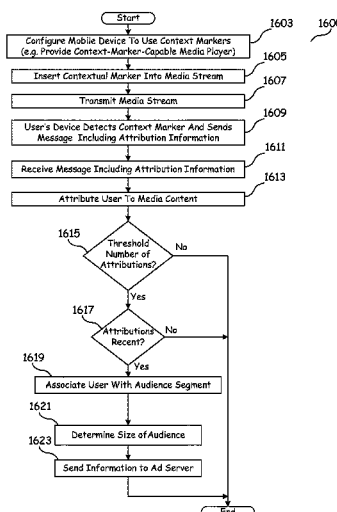 Start
1603
160
Configure Mobile Device To Use Context Markers
(e.g. Provide Context-Marker-Capable Media Player)
1605
Insert Contextual Marker Into Media Stream
1607
Transmit Media Stream
1609
User's Device Detects Context Marker And Sends
Message Including Attribution Information
1611
Receive Message Including Attribution Information
1613
Attribute User To Media Content
1615
Threshold
Number of
Attributions?
No
Yes
1617
Attributions
Recent?
No
Yes
1619
Associate User With Audience Segment
1621
Determine Size of Audience
1623
Send Information to Ad Server
End